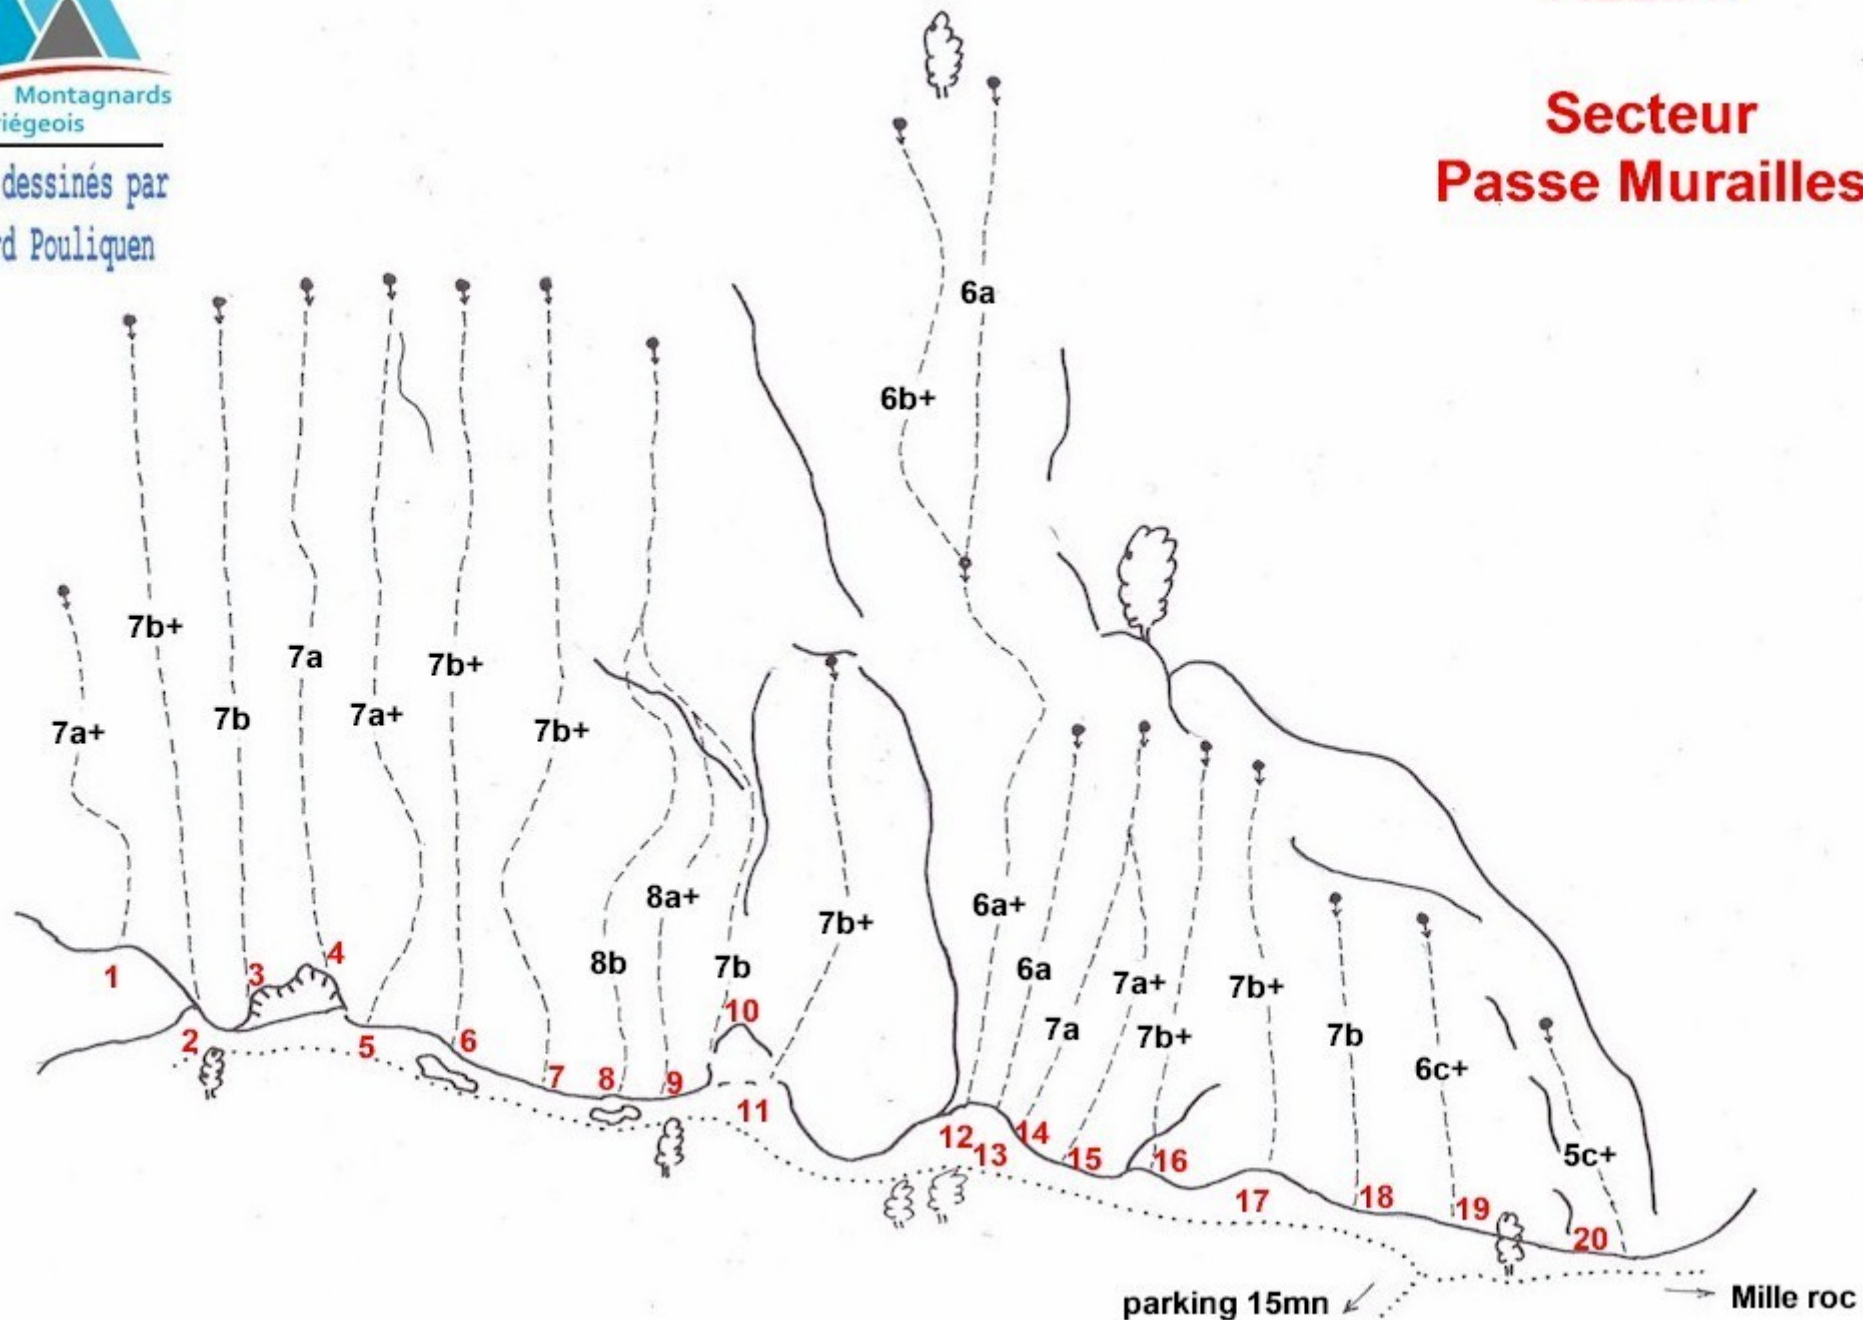 Montagnards
iégeois
dessinés par
d Pouliquen
Secteur
Passe Murailles
6a
6b+
7b+
7a
7b+
7a+
7b
7a+
7b+
8a+
6a+
7b+
8b
7b
6a
7a+
7b+
7a
7b+
7b
6c+
5c+
1
2
3
4
5
6
7
8
9
10
11
12
13
14
15
16
17
18
19
20
parking 15mn
Mille roc